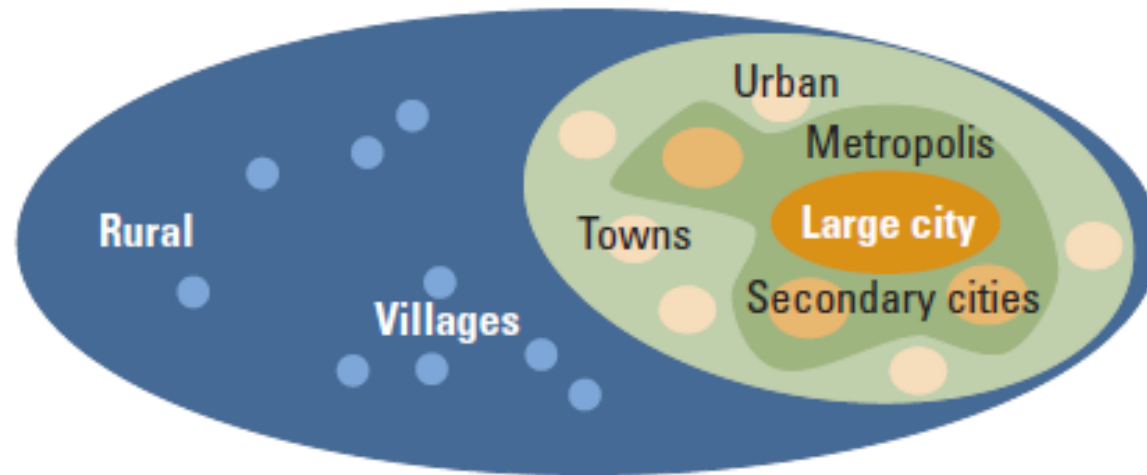 Urban
Metropolis
Rural
Towns
Large city
Secondary cities
Villages